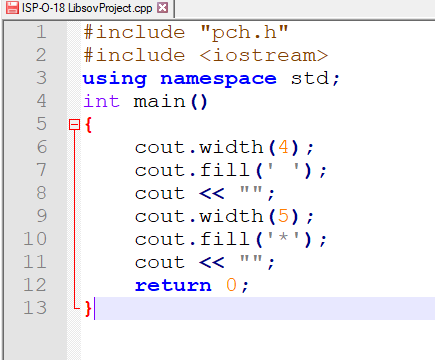 ISP-O-18 LibsovProject.cpp
1 #include "pch.h"
2 #include <iostream>
3 using namespace std;
4 int main()
5 {
6 cout.width(4);
7 cout.fill(' ');
8 cout << "";
9 cout.width(5);
10 cout.fill('*');
11 cout << "";
12 return 0;
13 }